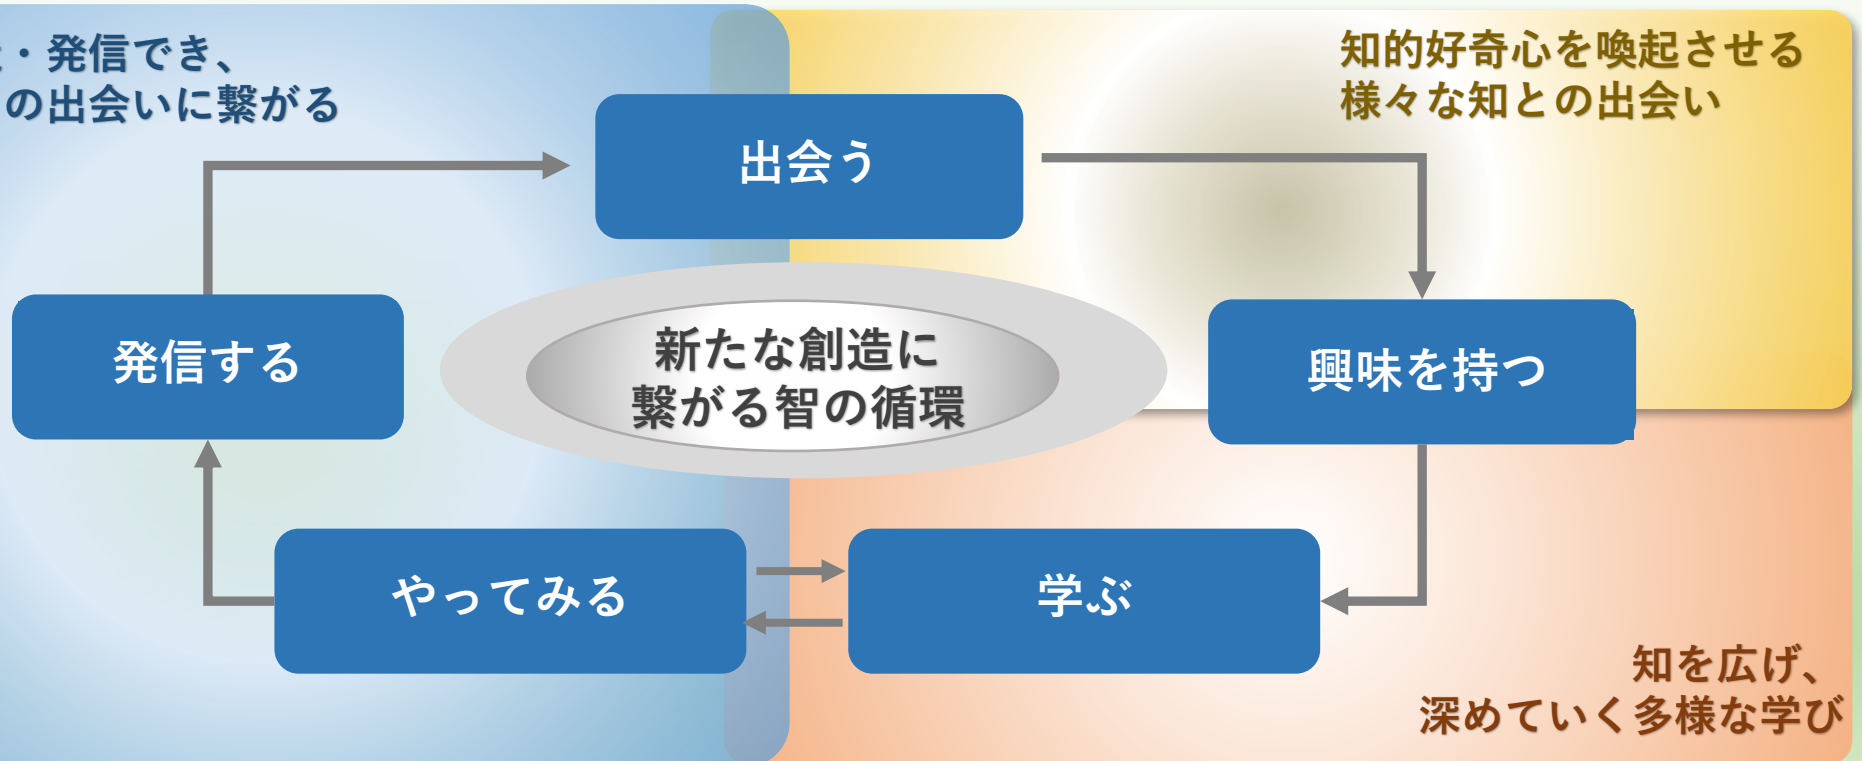 ・発信でき、
の出会いに繋がる
知的好奇心を喚起させる
様々な知との出会い
出会う
発信する
新たな創造に
繋がる智の循環
興味を持つ
やってみる
学ぶ
知を広げ、
深めていく多様な学び